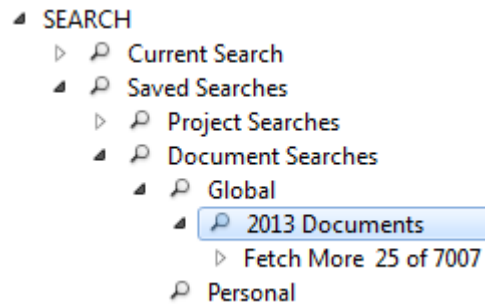 SEARCH
Current Search
Saved Searches
Project Searches
Document Searches
Global
2013 Documents
Fetch More 25 of 7007
Personal